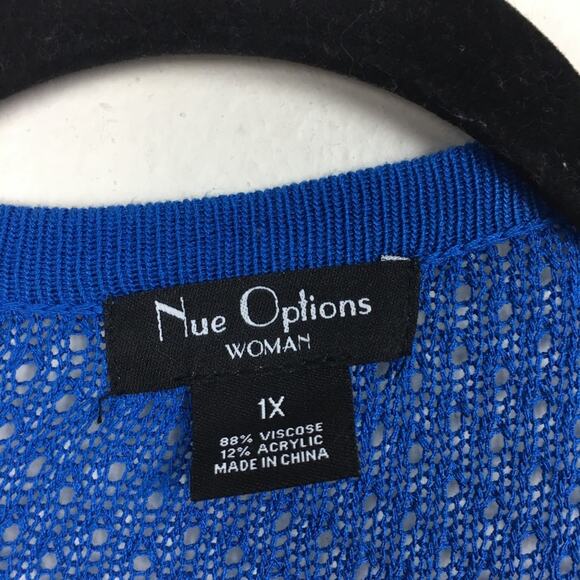 Nue Options
WOMAN
1X
88% VISCOSE
12% ACRYLIC
MADE IN CHINA